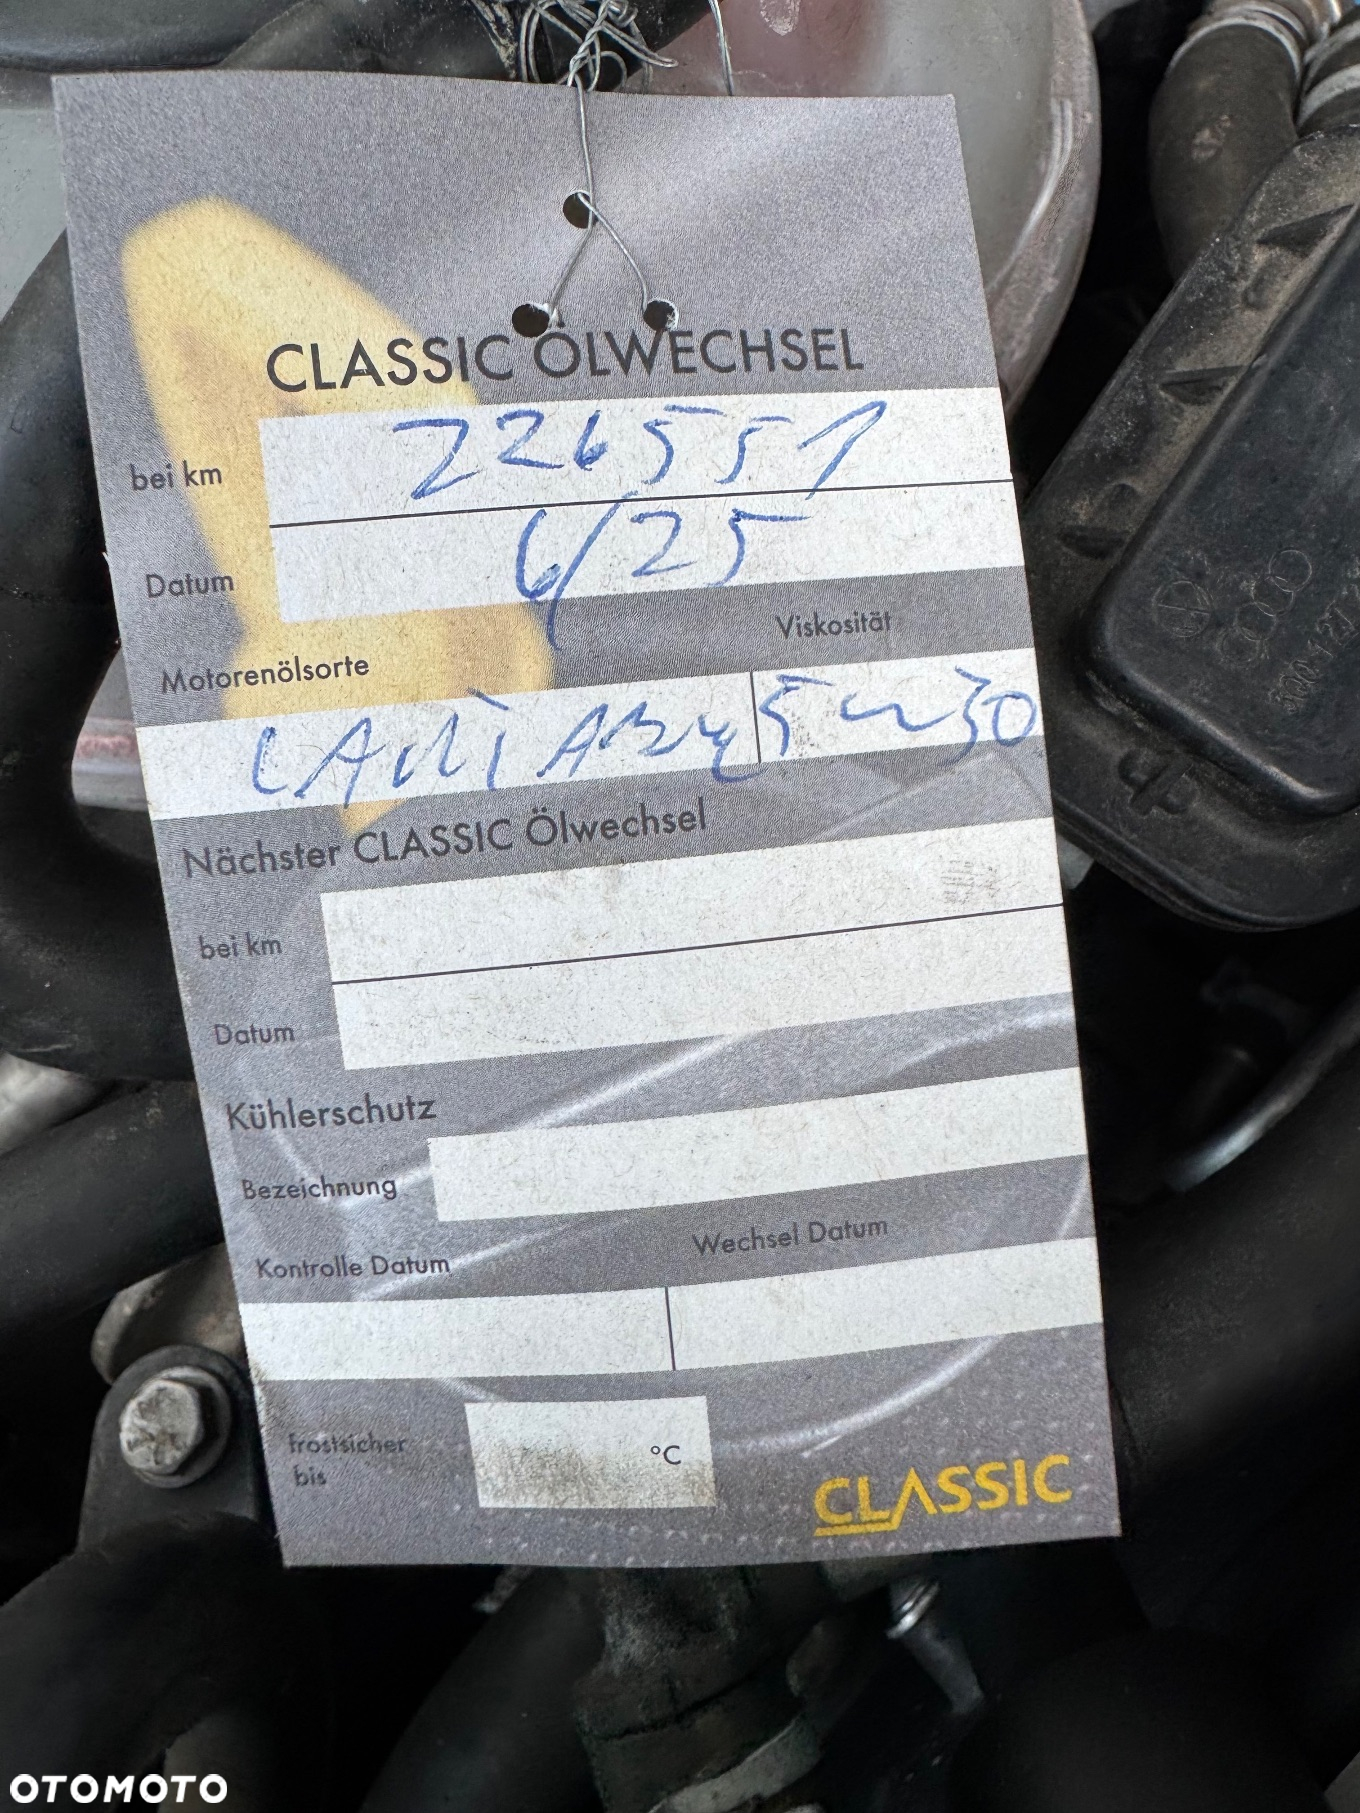 CLASSIC ÖLWECHSEL
bei km 226551
Datum 6/25
Motorenölsorte Viskosität
5W30
Nächster CLASSIC Ölwechsel
bei km
Datum
Kühlerschutz
Bezeichnung
Kontrolle Datum Wechsel Datum
frostsicher
bis °C
CLASSIC
OTOMOTO